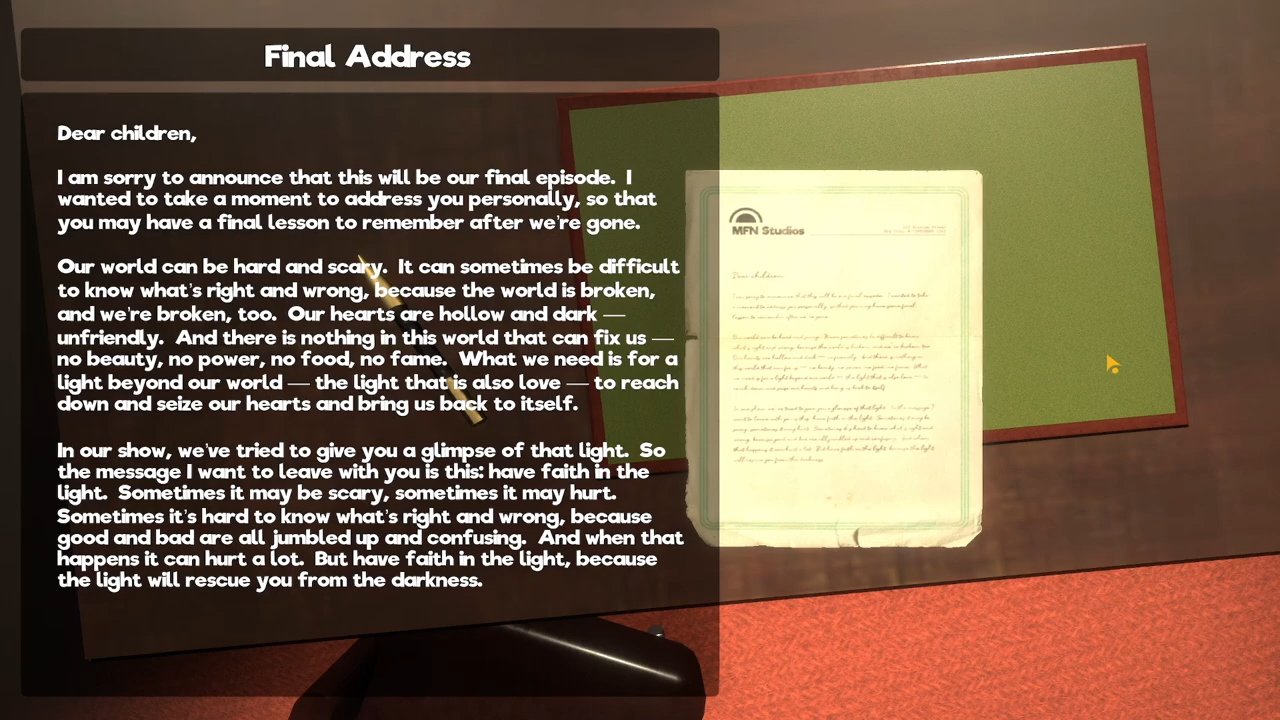 Final Address
Dear children,
I am sorry to announce that this will be our final episode.  I
wanted to take a moment to address you personally, so that
you may have a final lesson to remember after we're gone.
Our world can be hard and scary.  It can sometimes be difficult
to know what's right and wrong, because the world is broken,
and we're broken, too.  Our hearts are hollow and dark —
unfriendly.  And there is nothing in this world that can fix us —
no beauty, no power, no food, no fame.  What we need is for a
light beyond our world — the light that is also love — to reach
down and seize our hearts and bring us back to itself.
In our show, we've tried to give you a glimpse of that light.  So
the message I want to leave with you is this: have faith in the
light.  Sometimes it may be scary, sometimes it may hurt.
Sometimes it's hard to know what's right and wrong, because
good and bad are all jumbled up and confusing.  And when that
happens it can hurt a lot.  But have faith in the light, because
the light will rescue you from the darkness.
MFN Studios
Dear children,